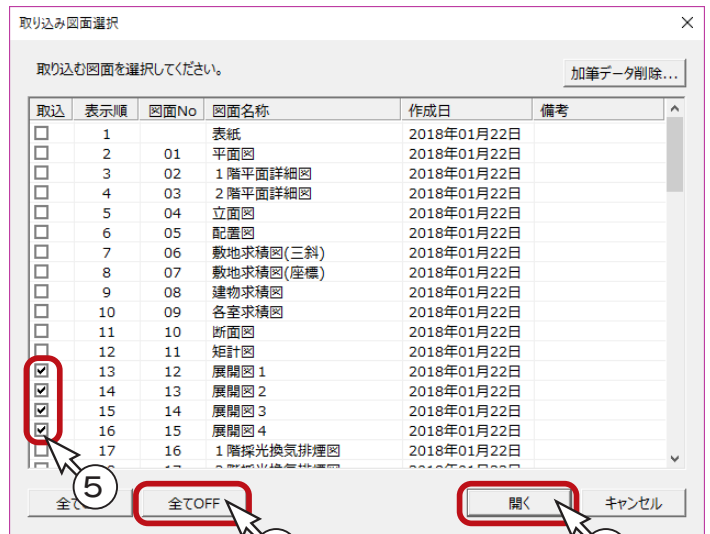 取り込み図面選択
取り込む図面を選択してください。
加筆データ削除...
取込 表示順 図面No 図面名称 作成日 備考
1 表紙 2018年01月22日
2 01 平面図 2018年01月22日
3 02 1階平面詳細図 2018年01月22日
4 03 2階平面詳細図 2018年01月22日
5 04 立面図 2018年01月22日
6 05 配置図 2018年01月22日
7 06 敷地求積図(三斜) 2018年01月22日
8 07 敷地求積図(座標) 2018年01月22日
9 08 建物求積図 2018年01月22日
10 09 各室求積図 2018年01月22日
11 10 断面図 2018年01月22日
12 11 矩計図 2018年01月22日
13 12 展開図1 2018年01月22日
14 13 展開図2 2018年01月22日
15 14 展開図3 2018年01月22日
16 15 展開図4 2018年01月22日
17 16 1階採光換気排煙図 2018年01月22日
5
全てOFF 開く キャンセル